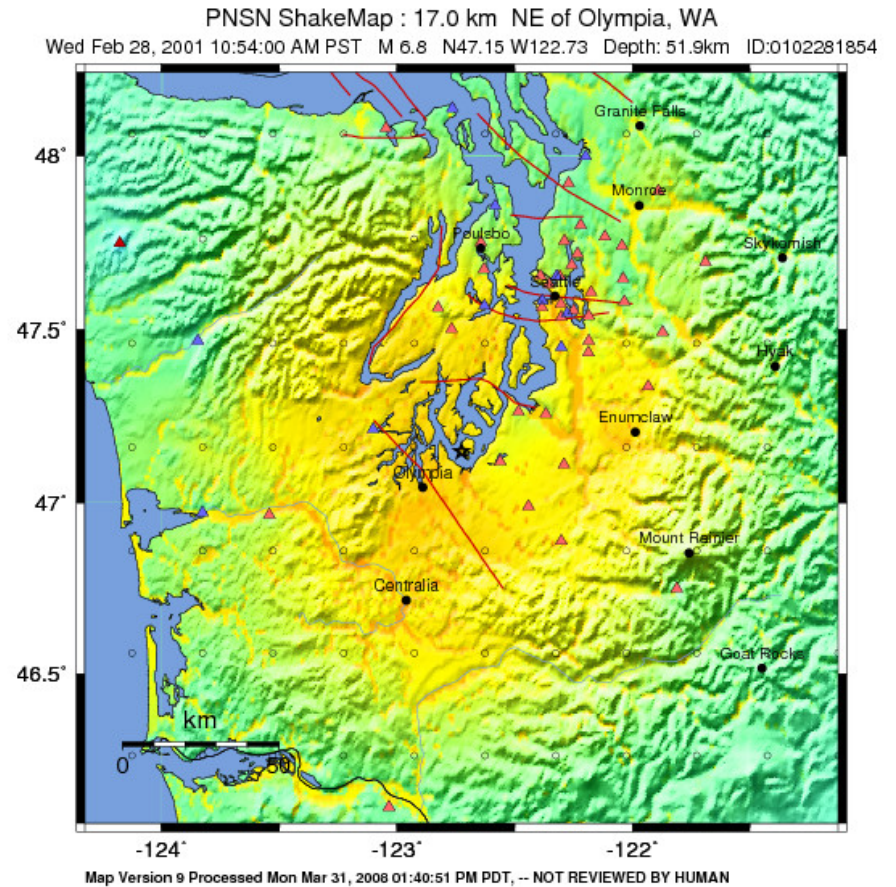 PNSN ShakeMap : 17.0 km NE of Olympia, WA
Wed Feb 28, 2001 10:54:00 AM PST M 6.8 N47.15 W122.73 Depth: 51.9km ID:0102281854
Granite Falls
48°
Monroe
Poulsbo
Skykomish
Seattle
47.5°
Hyak
Enumclaw
Olympia
47°
Mount Rainier
Centralia
Goat Rocks
46.5°
km
0 50
-124° -123° -122°
Map Version 9 Processed Mon Mar 31, 2008 01:40:51 PM PDT, -- NOT REVIEWED BY HUMAN